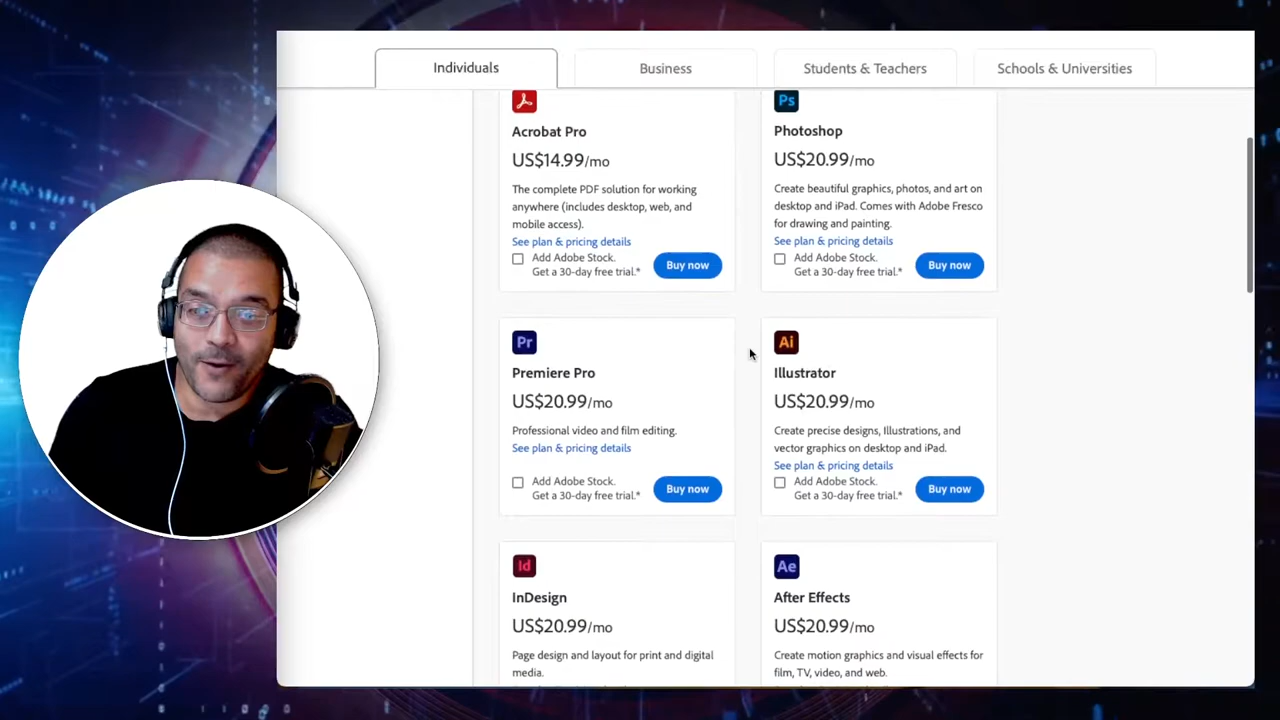 Individuals
Business
Students & Teachers
Schools & Universities
Acrobat Pro
US$14.99/mo
The complete PDF solution for working
anywhere (includes desktop, web, and
mobile access).
See plan & pricing details
Add Adobe Stock.
Get a 30-day free trial.*
Buy now
Ps
Photoshop
US$20.99/mo
Create beautiful graphics, photos, and art on
desktop and iPad. Comes with Adobe Fresco
for drawing and painting.
See plan & pricing details
Add Adobe Stock.
Get a 30-day free trial.*
Buy now
Pr
Premiere Pro
US$20.99/mo
Professional video and film editing.
See plan & pricing details
Add Adobe Stock.
Get a 30-day free trial.*
Buy now
Ai
Illustrator
US$20.99/mo
Create precise designs, Illustrations, and
vector graphics on desktop and iPad.
See plan & pricing details
Add Adobe Stock.
Get a 30-day free trial.*
Buy now
Id
InDesign
US$20.99/mo
Page design and layout for print and digital
media.
Ae
After Effects
US$20.99/mo
Create motion graphics and visual effects for
film, TV, video, and web.